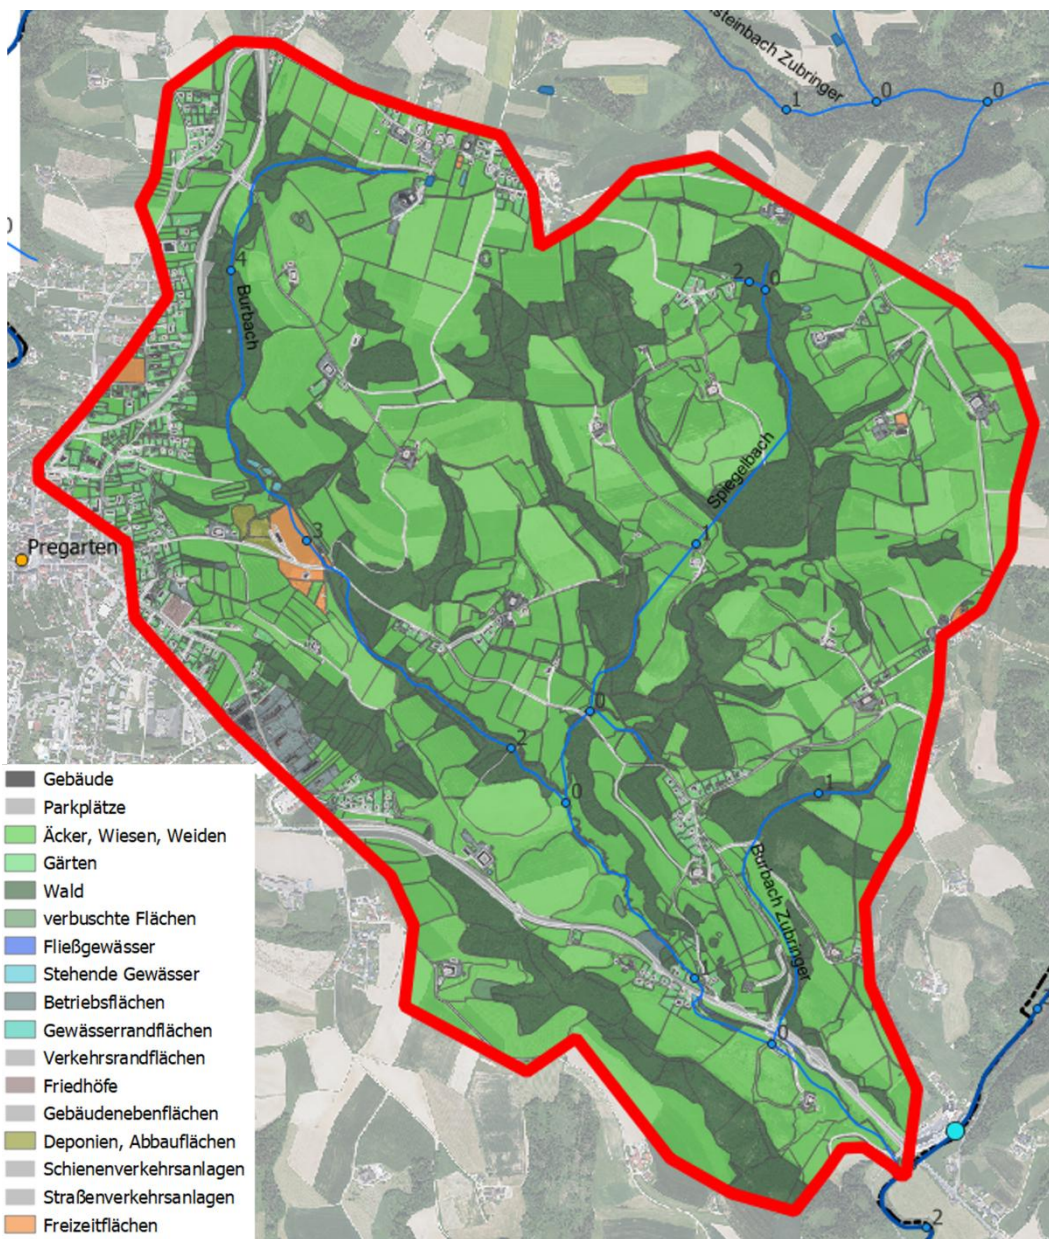 steinbach Zubringer
1
0
0
0
4
Burbach
2
0
Spiegelbach
3
Pregarten
1
0
2
0
1
Burbach Zubringer
1
0
2
Gebäude
Parkplätze
Äcker, Wiesen, Weiden
Gärten
Wald
verbuschte Flächen
Fließgewässer
Stehende Gewässer
Betriebsflächen
Gewässerrandflächen
Verkehrsrandflächen
Friedhöfe
Gebäudenebenflächen
Deponien, Abbauflächen
Schienenverkehrsanlagen
Straßenverkehrsanlagen
Freizeitflächen